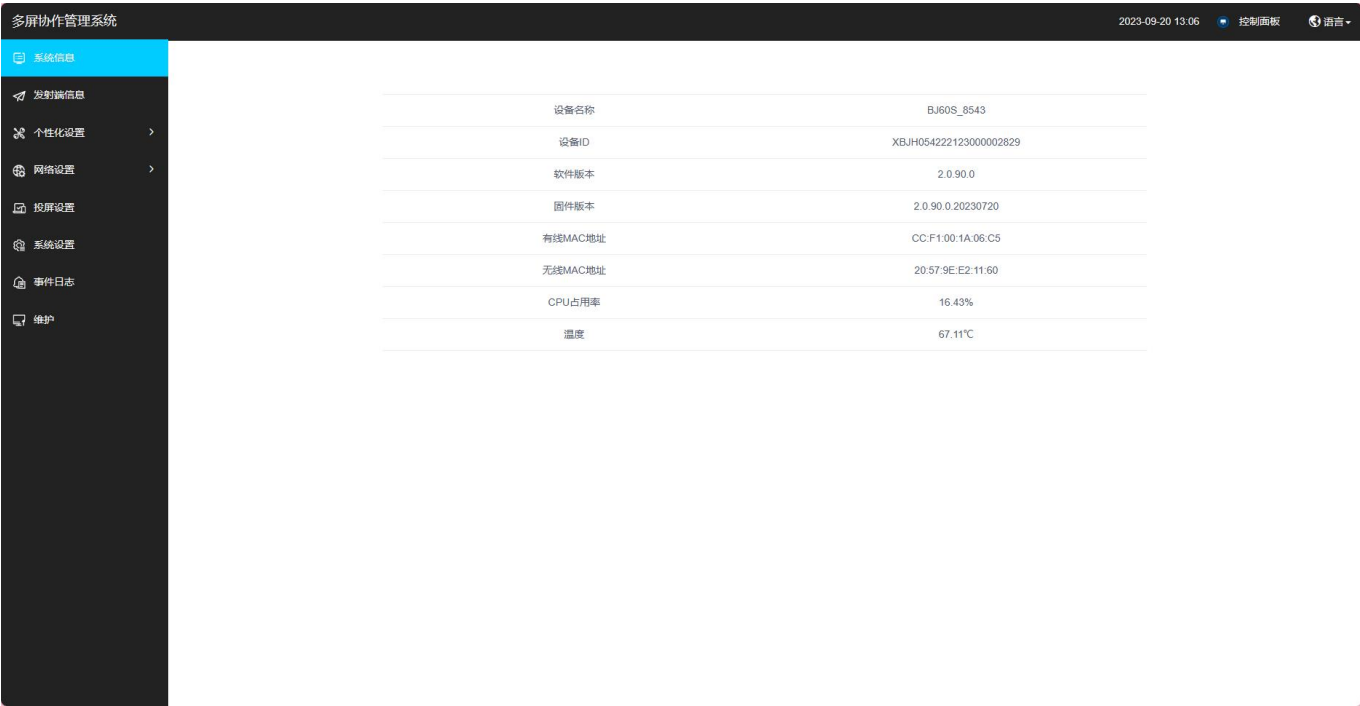 多屏协作管理系统
2023-09-20 13:06 控制面板 语言
系统信息
发射端信息
个性化设置
网络设置
投屏设置
系统设置
事件日志
维护
设备名称 BJ60S_8543
设备ID XBJH054222123000002829
软件版本 2.0.90.0
固件版本 2.0.90.0.20230720
有线MAC地址 CC:F1:00:1A:06:C5
无线MAC地址 20:57:9E:E2:11:60
CPU占用率 16.43%
温度 67.11℃